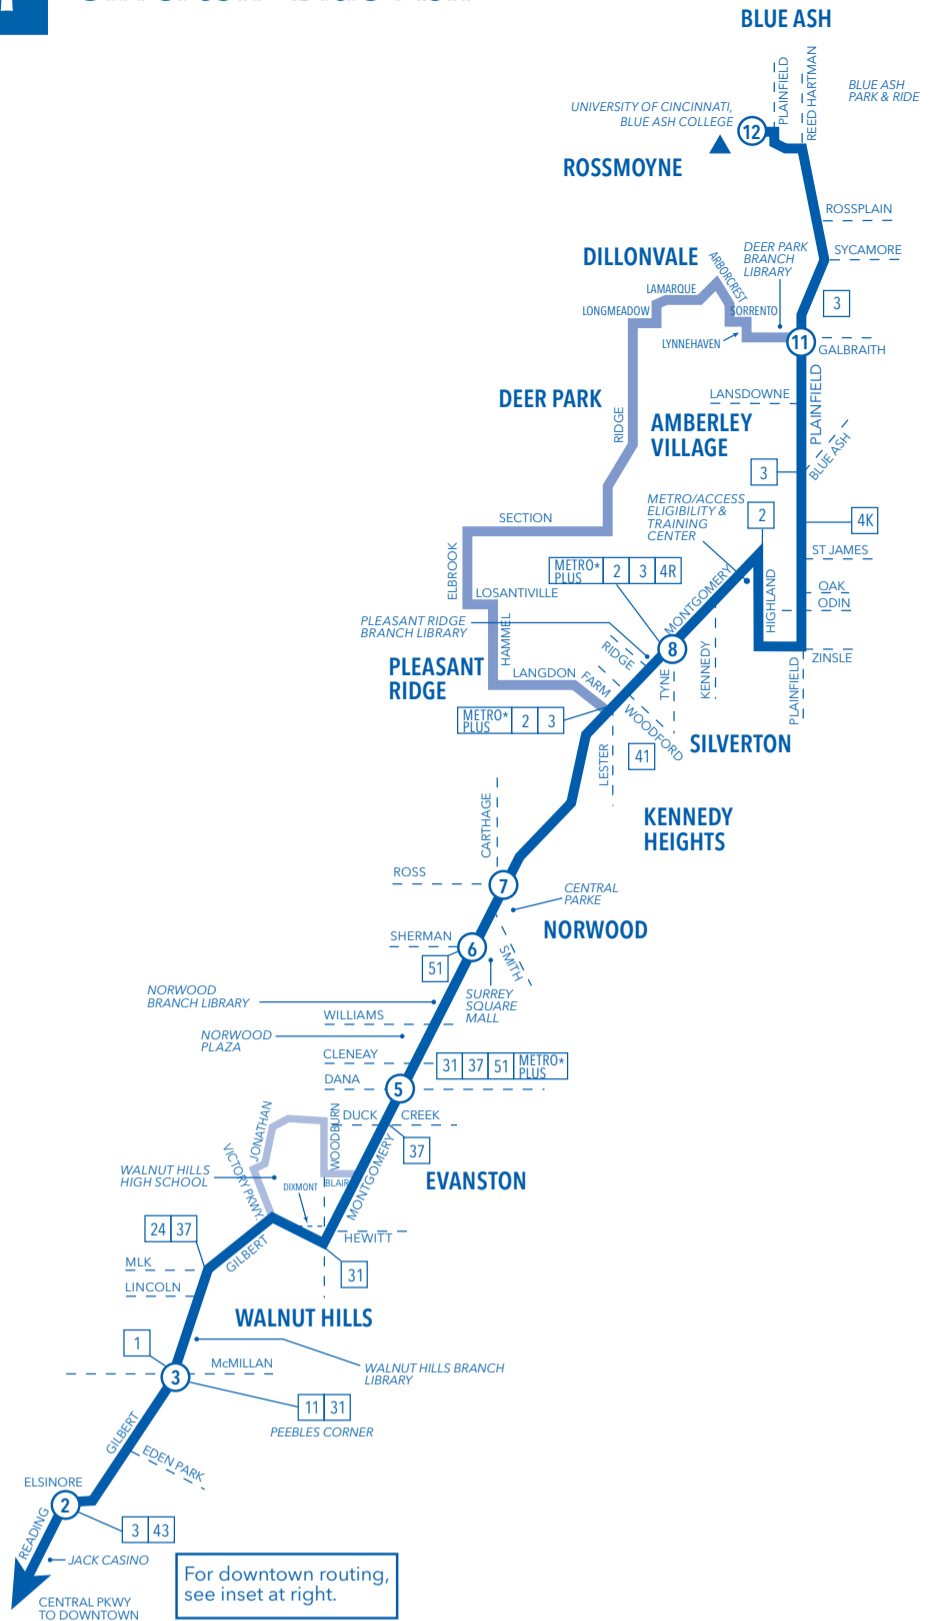 BLUE ASH
PLAINFIELD
REED HARTMAN
BLUE ASH
PARK & RIDE
UNIVERSITY OF CINCINNATI,
BLUE ASH COLLEGE
12
ROSSMOYNE
ROSSPLAIN
SYCAMORE
DEER PARK
BRANCH
LIBRARY
DILLONVALE
ARBORCREST
LAMARQUE
LONGMEADOW
SORRENTO
3
LYNNEHAVEN
11
GALBRAITH
DEER PARK
LANSDOWNE
PLAINFIELD
RIDGE
AMBERLEY
VILLAGE
BLUE ASH
3
METRO/ACCESS
ELIGIBILITY &
TRAINING
CENTER
2
4K
SECTION
ST JAMES
METRO*
PLUS
2 3 4R
ELBROOK
MONTGOMERY
HIGHLAND
OAK
ODIN
LOSANTIVILLE
PLEASANT RIDGE
BRANCH LIBRARY
HAMMEL
RIDGE
8
KENNEDY
ZINSLE
PLAINFIELD
PLEASANT
RIDGE
LANGDON
FARM
TYNE
METRO*
PLUS
2 3
WOODFORD
SILVERTON
41
LESTER
KENNEDY
HEIGHTS
CARTHAGE
ROSS
7
CENTRAL
PARKE
NORWOOD
SHERMAN
6
51
SMITH
SURREY
SQUARE
MALL
NORWOOD
BRANCH LIBRARY
WILLIAMS
NORWOOD
PLAZA
CLENEAY
31 37 51 METRO*
PLUS
DANA
5
DUCK CREEK
WOODBURN
JONATHAN
37
VICTORY PKWY.
MONTGOMERY
WALNUT HILLS
HIGH SCHOOL
DIXMONT
BLAIR
EVANSTON
24 37
GILBERT
HEWITT
MLK
31
LINCOLN
WALNUT HILLS
1
McMILLAN
3
WALNUT HILLS BRANCH
LIBRARY
11 31
PEEBLES CORNER
GILBERT
EDEN PARK
ELSINORE
2
READING
3 43
JACK CASINO
For downtown routing,
see inset at right.
CENTRAL PKWY
TO DOWNTOWN